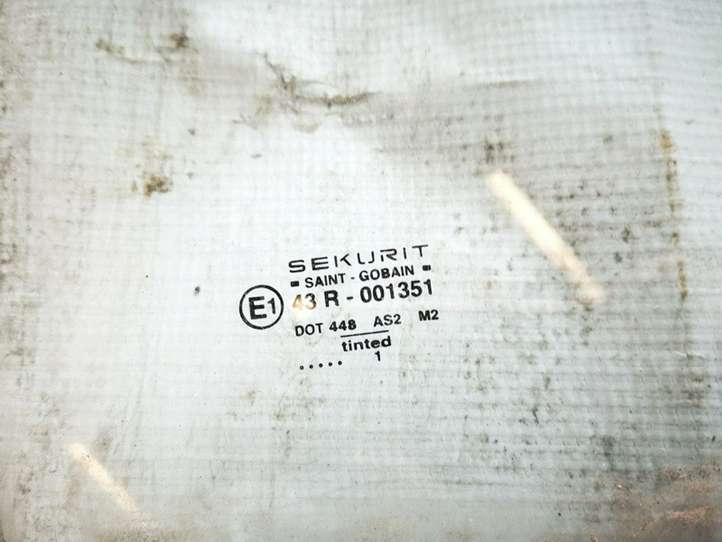 SEKURIT
SAINT - GOBAIN
E1 43 R - 001351
DOT 448 AS2 M2
tinted
..... 1